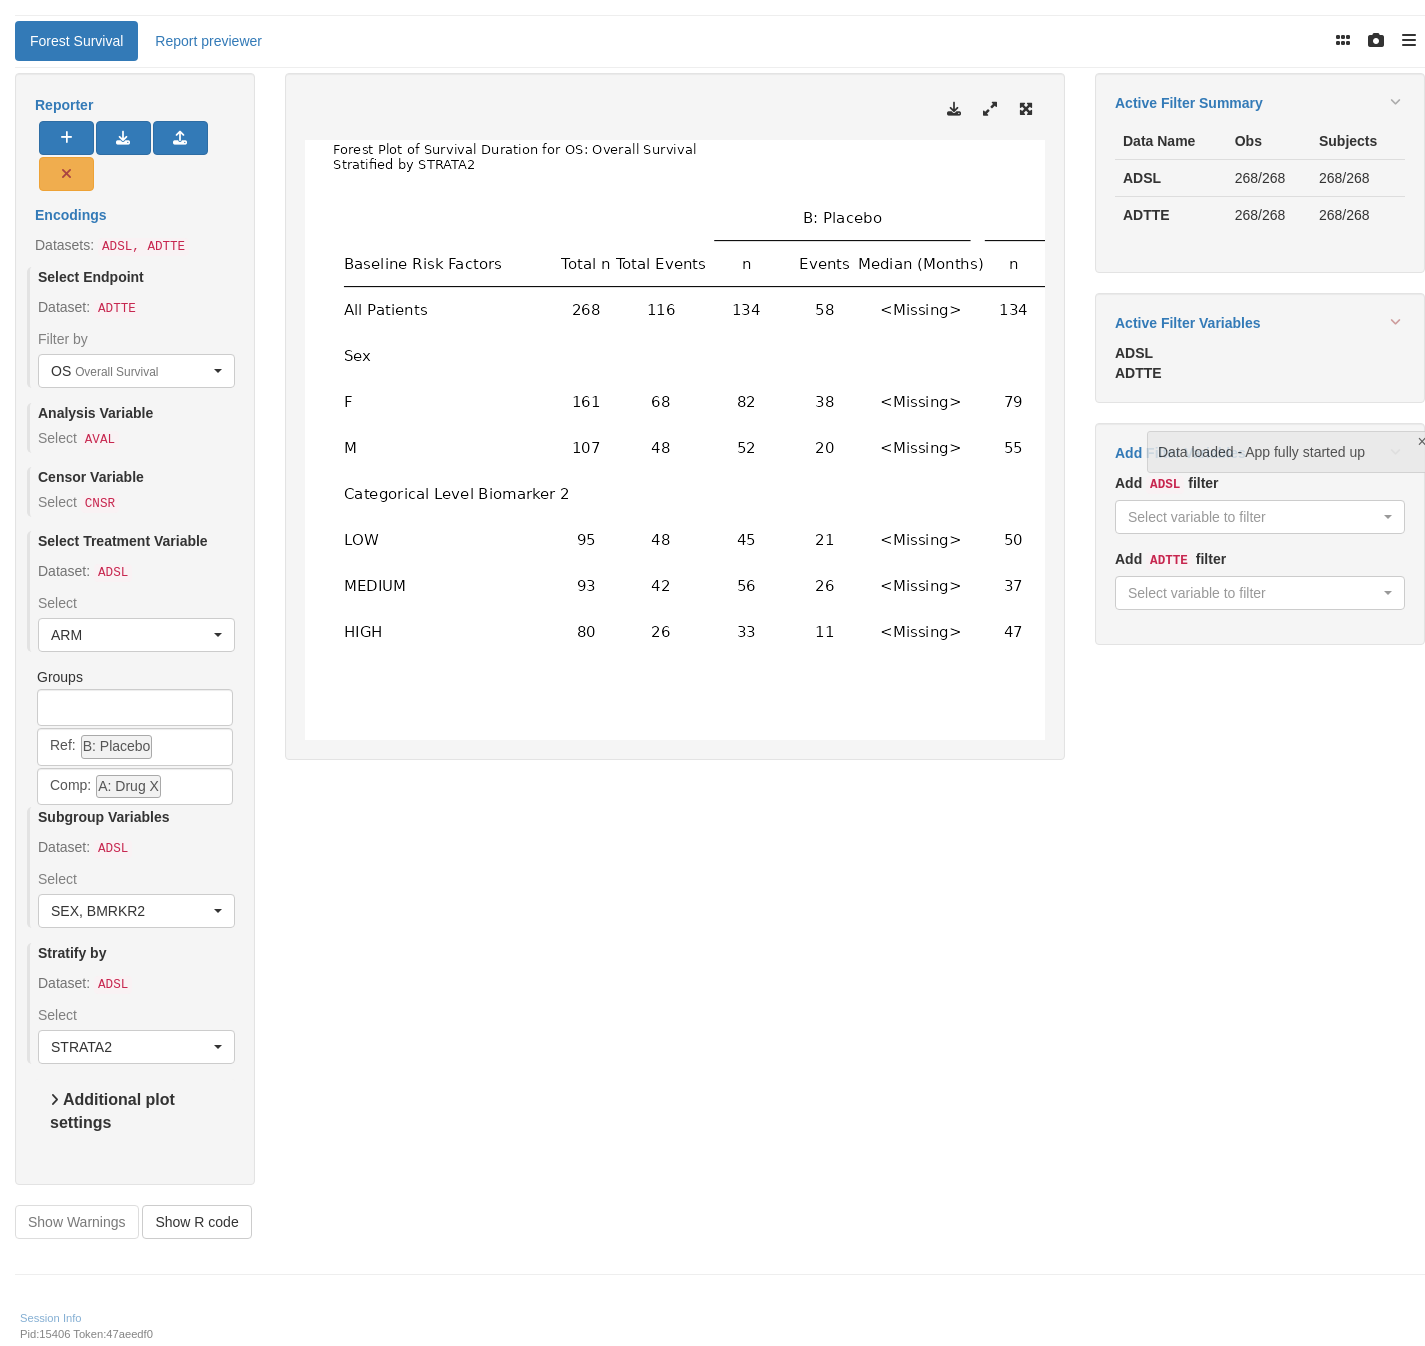 Forest Survival
Report previewer
Reporter
Encodings
Datasets: ADSL, ADTTE
Select Endpoint
Dataset: ADTTE
Filter by
OS Overall Survival
Analysis Variable
Select AVAL
Censor Variable
Select CNSR
Select Treatment Variable
Dataset: ADSL
Select
ARM
Groups
Ref: B: Placebo
Comp: A: Drug X
Subgroup Variables
Dataset: ADSL
Select
SEX, BMRKR2
Stratify by
Dataset: ADSL
Select
STRATA2
Additional plot
settings
Show Warnings
Show R code
Forest Plot of Survival Duration for OS: Overall Survival
Stratified by STRATA2
B: Placebo
Baseline Risk Factors Total n Total Events n Events Median (Months) n
All Patients 268 116 134 58 <Missing> 134
Sex
F 161 68 82 38 <Missing> 79
M 107 48 52 20 <Missing> 55
Categorical Level Biomarker 2
LOW 95 48 45 21 <Missing> 50
MEDIUM 93 42 56 26 <Missing> 37
HIGH 80 26 33 11 <Missing> 47
Active Filter Summary
Data Name Obs Subjects
ADSL 268/268 268/268
ADTTE 268/268 268/268
Active Filter Variables
ADSL
ADTTE
Add
Data loaded - App fully started up
×
Add ADSL filter
Select variable to filter
Add ADTTE filter
Select variable to filter
Session Info
Pid:15406 Token:47aeedf0